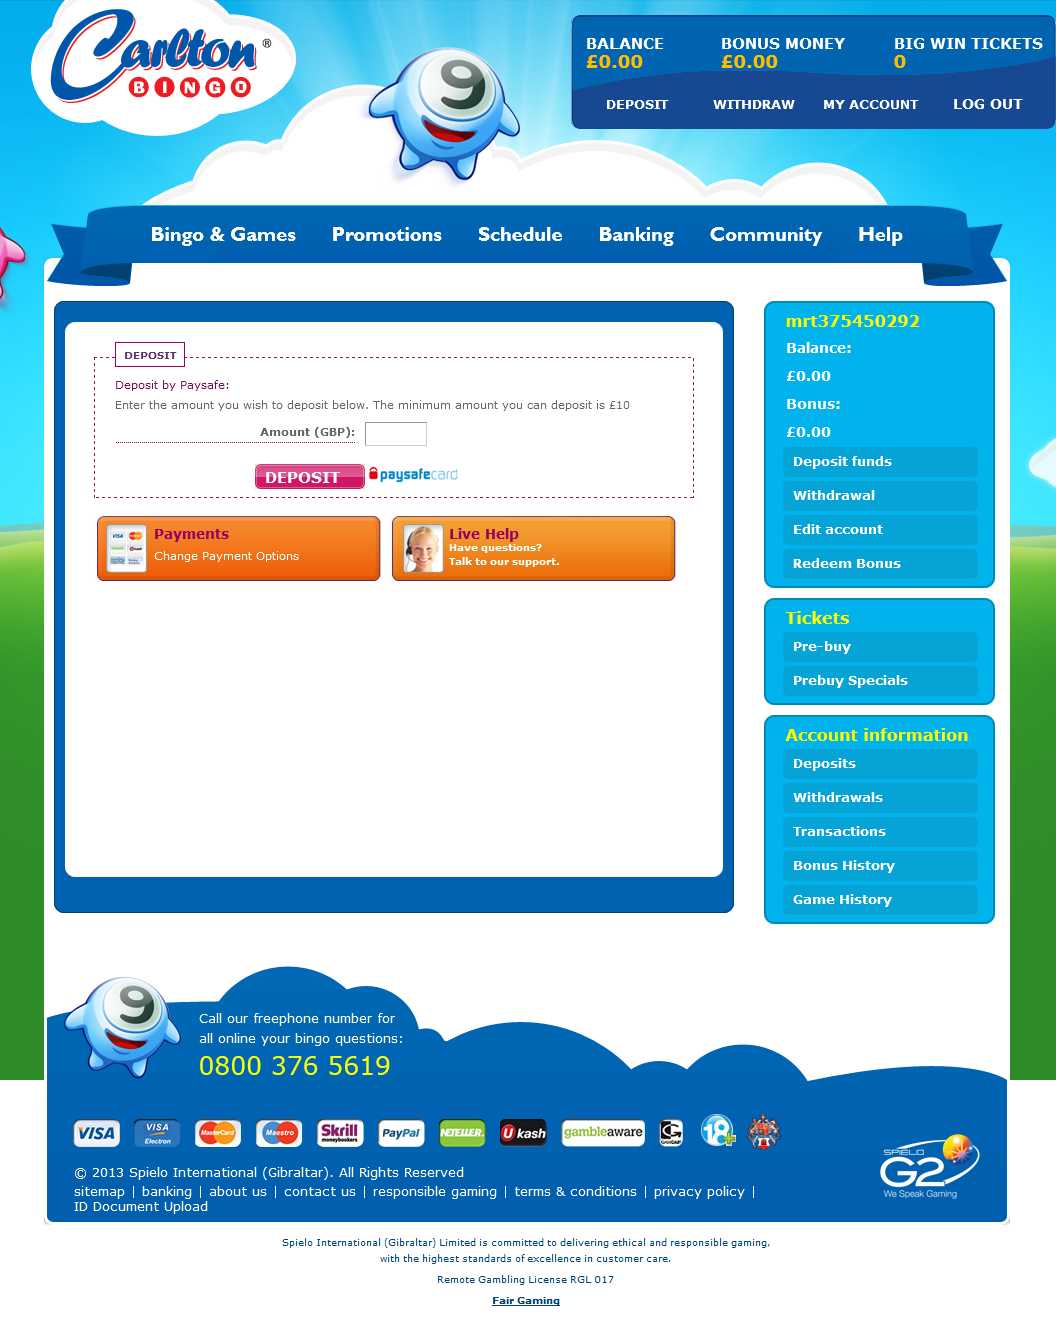 Carlton ®
BINGO
9
BALANCE BONUS MONEY BIG WIN TICKETS
£0.00 £0.00 0
DEPOSIT WITHDRAW MY ACCOUNT LOG OUT
Bingo & Games Promotions Schedule Banking Community Help
DEPOSIT
Deposit by Paysafe:
Enter the amount you wish to deposit below. The minimum amount you can deposit is £10
Amount (GBP):
DEPOSIT paysafecard
Payments
Change Payment Options
VISA
Live Help
Have questions?
Talk to our support.
mrt375450292
Balance:
£0.00
Bonus:
£0.00
Deposit funds
Withdrawal
Edit account
Redeem Bonus
Tickets
Pre-buy
Prebuy Specials
Account information
Deposits
Withdrawals
Transactions
Bonus History
Game History
9
Call our freephone number for
all online your bingo questions:
0800 376 5619
VISA VISA Electron MasterCard Maestro Skrill moneybookers PayPal NETELLER Ukash gambleaware G GAMCARE 18+
SPIELO
G2
We Speak Gaming
© 2013 Spielo International (Gibraltar). All Rights Reserved
sitemap | banking | about us | contact us | responsible gaming | terms & conditions | privacy policy |
ID Document Upload
Spielo International (Gibraltar) Limited is committed to delivering ethical and responsible gaming,
with the highest standards of excellence in customer care.
Remote Gambling License RGL 017
Fair Gaming